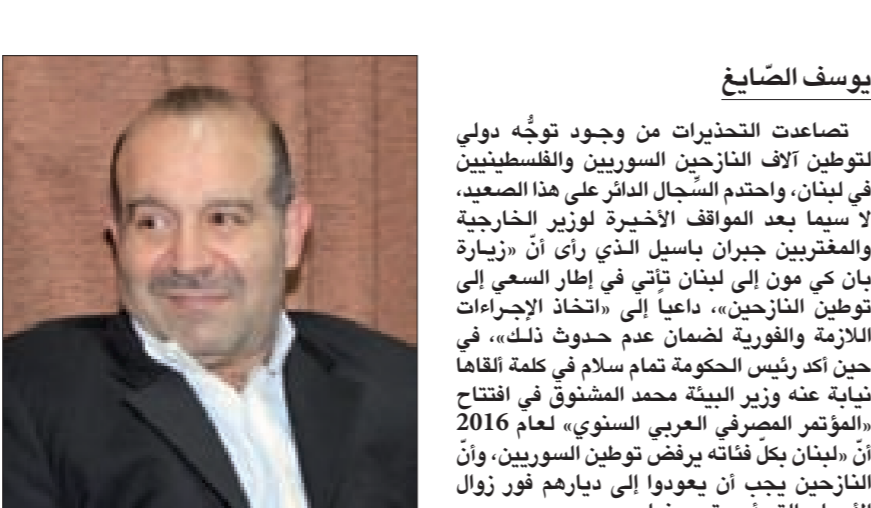 يوسف الصّايغ
تصاعدت التحذيرات من وجود توجُّه دولي
لتوطين آلاف النازحين السوريين والفلسطينيين
في لبنان، واحتدم السِّجال الدائر على هذا الصعيد،
لا سيما بعد المواقف الأخيرة لوزير الخارجية
والمغتربين جبران باسيل الذي رأى أنّ «زيارة
بان كي مون إلى لبنان تأتي في إطار السعي إلى
توطين النازحين»، داعياً إلى «اتخاذ الإجراءات
اللازمة والفورية لضمان عدم حدوث ذلك»، في
حين أكد رئيس الحكومة تمام سلام في كلمة ألقاها
نيابة عنه وزير البيئة محمد المشنوق في افتتاح
«المؤتمر المصرفي العربي السنوي» لعام 2016
أنّ «لبنان بكلّ فئاته يرفض توطين السوريين، وأنّ
النازحين يجب أن يعودوا إلى ديارهم فور زوال